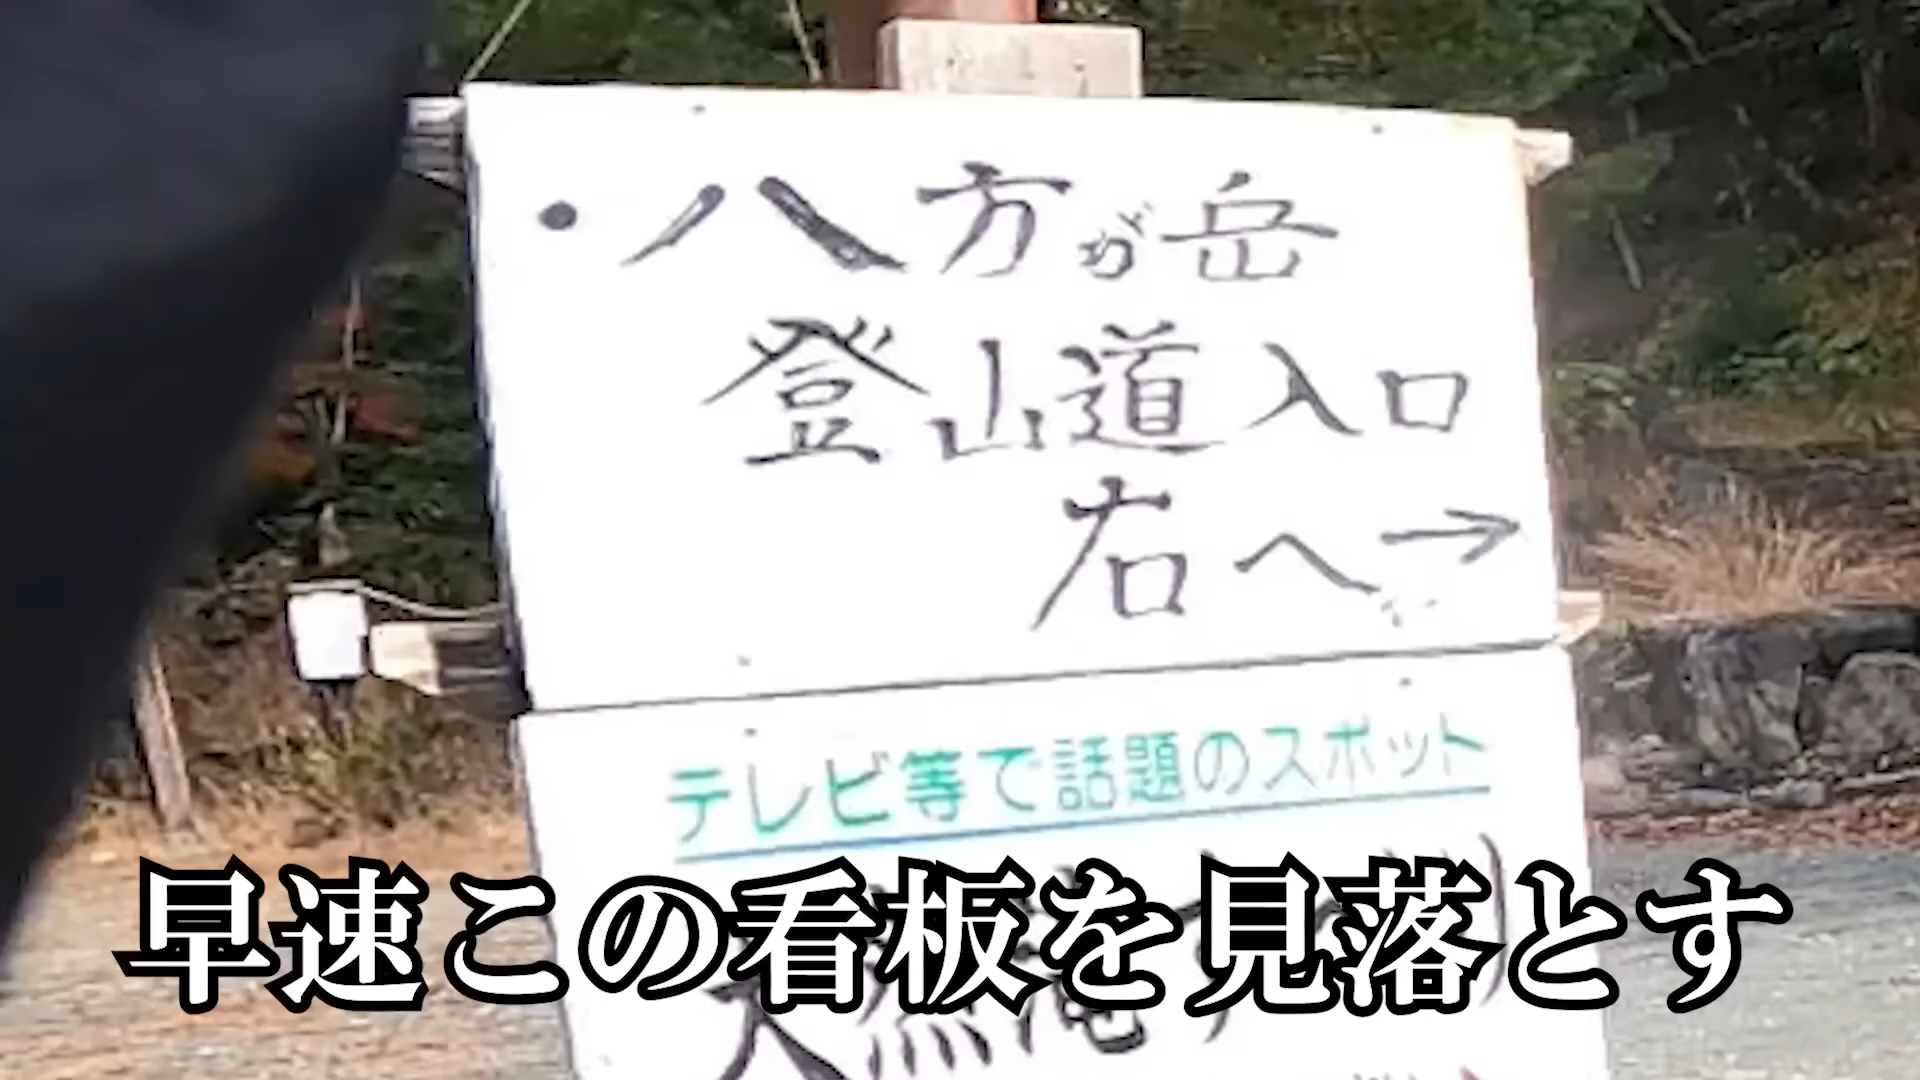 ・八方が岳
登山道入口
右へ→
テレビ等で話題のスポット
早速この看板を見落とす